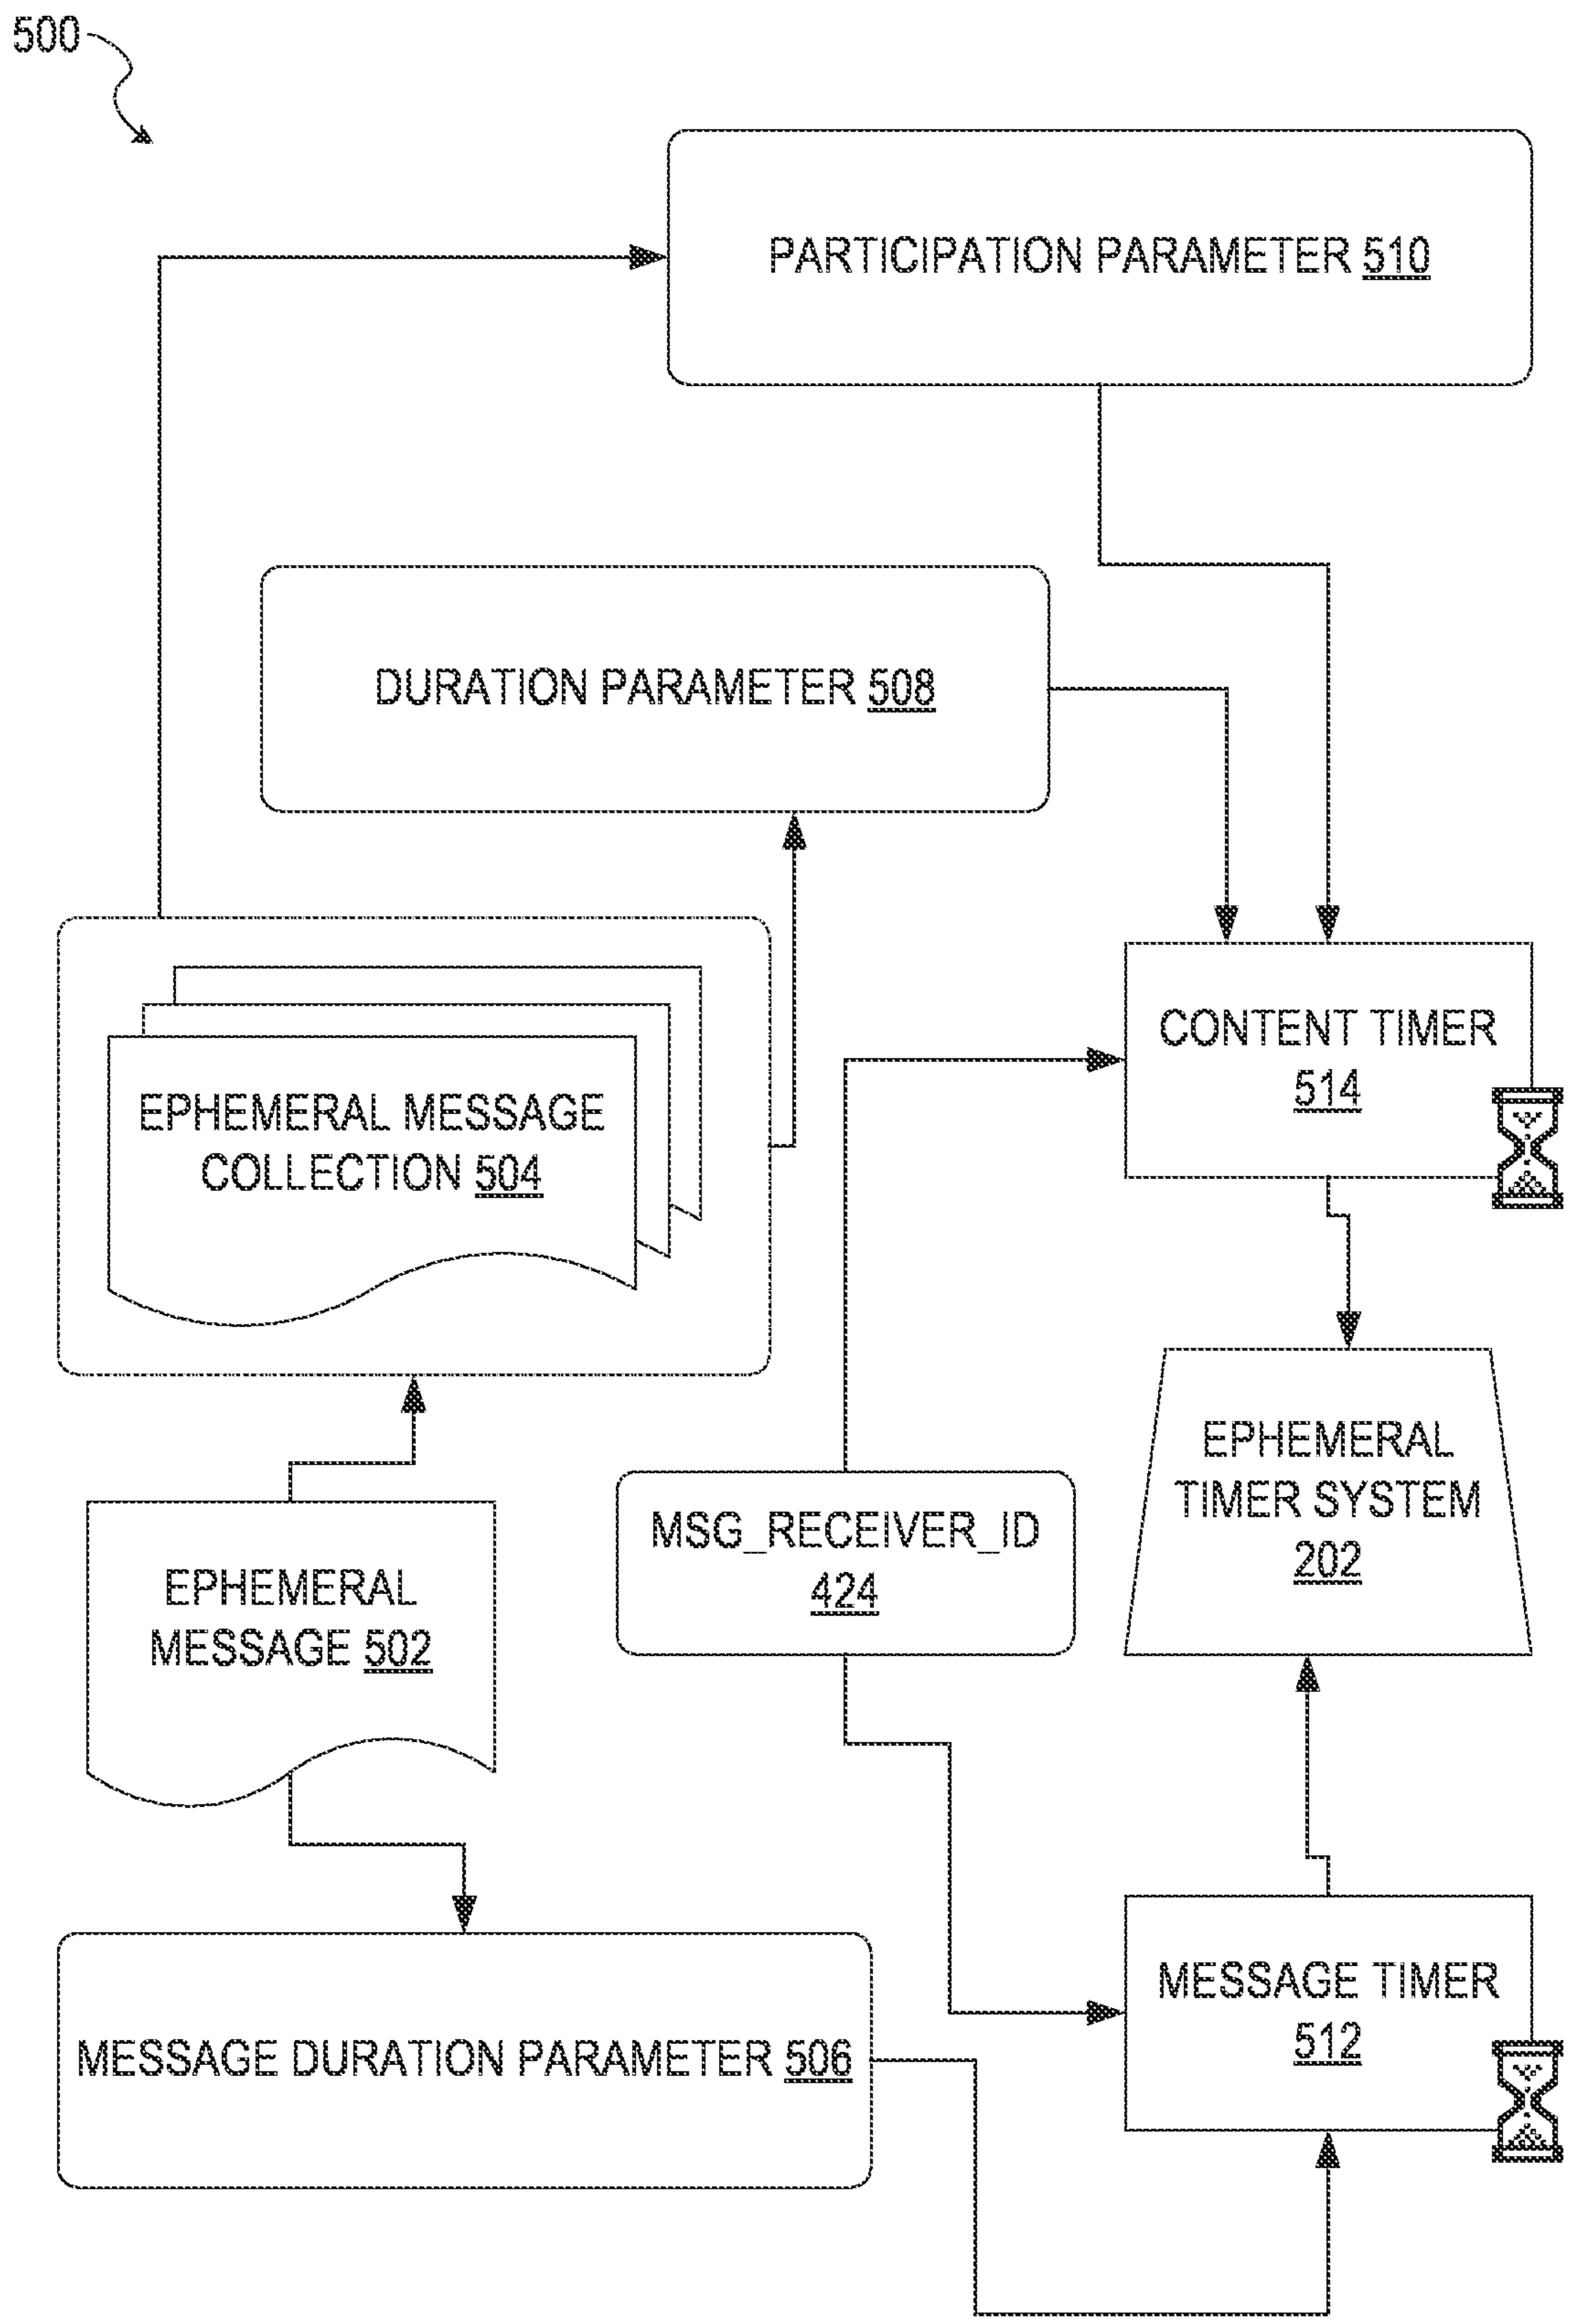 500
PARTICIPATION PARAMETER 510
DURATION PARAMETER 508
CONTENT TIMER
514
EPHEMERAL MESSAGE
COLLECTION 504
EPHEMERAL
TIMER SYSTEM
202
MSG_RECEIVER_ID
424
EPHEMERAL
MESSAGE 502
MESSAGE TIMER
512
MESSAGE DURATION PARAMETER 506